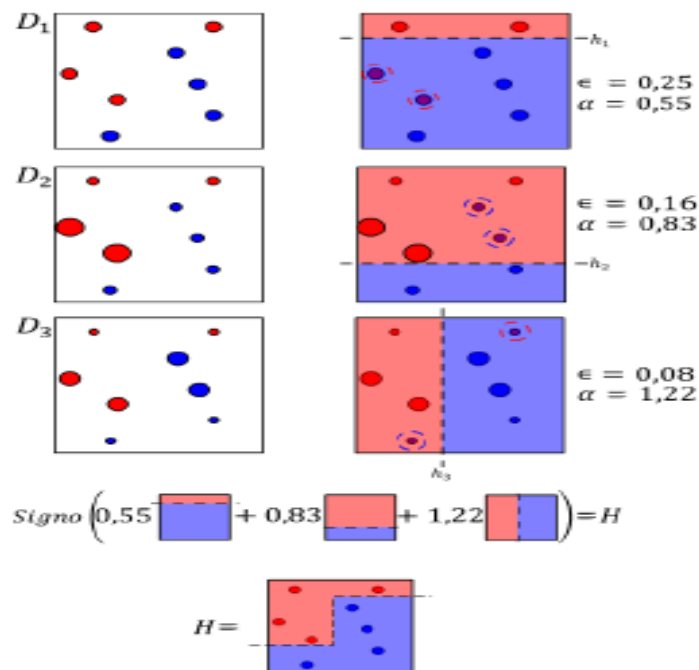 D₁
h₁
ϵ = 0,25
α = 0,55
D₂
ϵ = 0,16
α = 0,83
h₂
D₃
ϵ = 0,08
α = 1,22
h₃
Signo (0,55 + 0,83 + 1,22 ) = H
H =